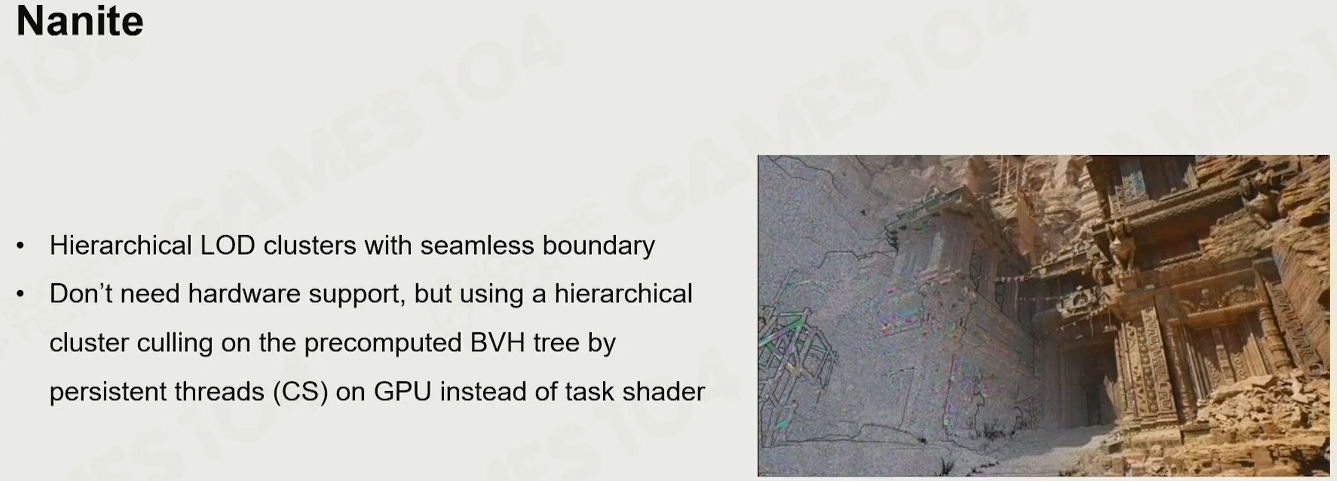 Nanite
• Hierarchical LOD clusters with seamless boundary
• Don’t need hardware support, but using a hierarchical
cluster culling on the precomputed BVH tree by
persistent threads (CS) on GPU instead of task shader
GAMES104
GAMES104